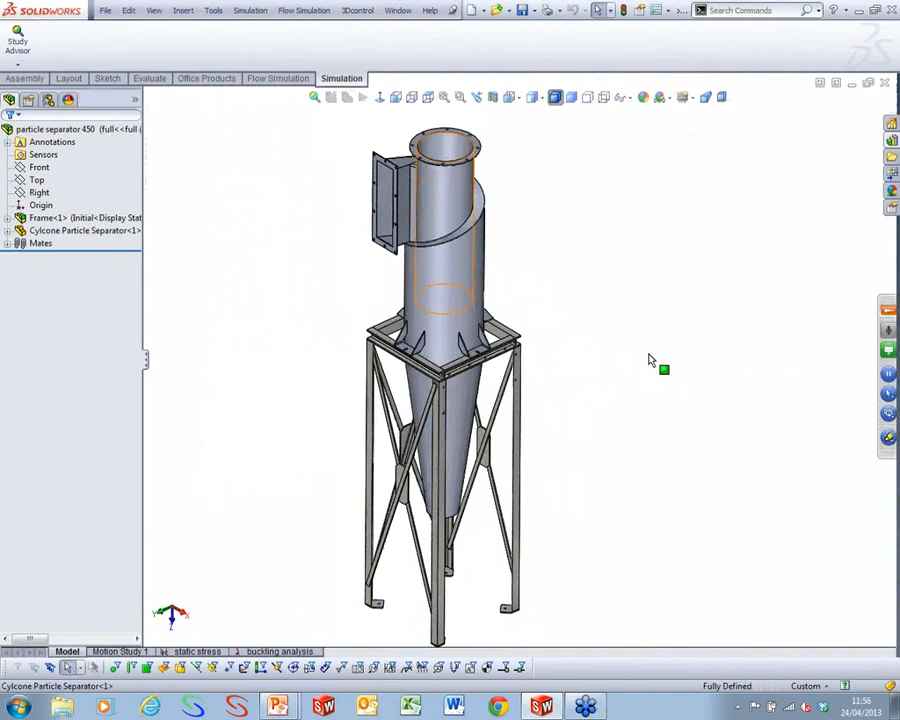 SOLIDWORKS File Edit View Insert Tools Simulation Flow Simulation 3Dcontrol Window Help Search Commands
Study
Advisor
Assembly Layout Sketch Evaluate Office Products Flow Simulation Simulation
particle separator 450 (full<<full (
Annotations
Sensors
Front
Top
Right
Origin
Frame<1> (Initial<Display Stat
Cylcone Particle Separator<1>
Mates
Y X
Z
Model Motion Study 1 static stress buckling analysis
Cylcone Particle Separator<1> Fully Defined Custom
11:56
24/04/2013